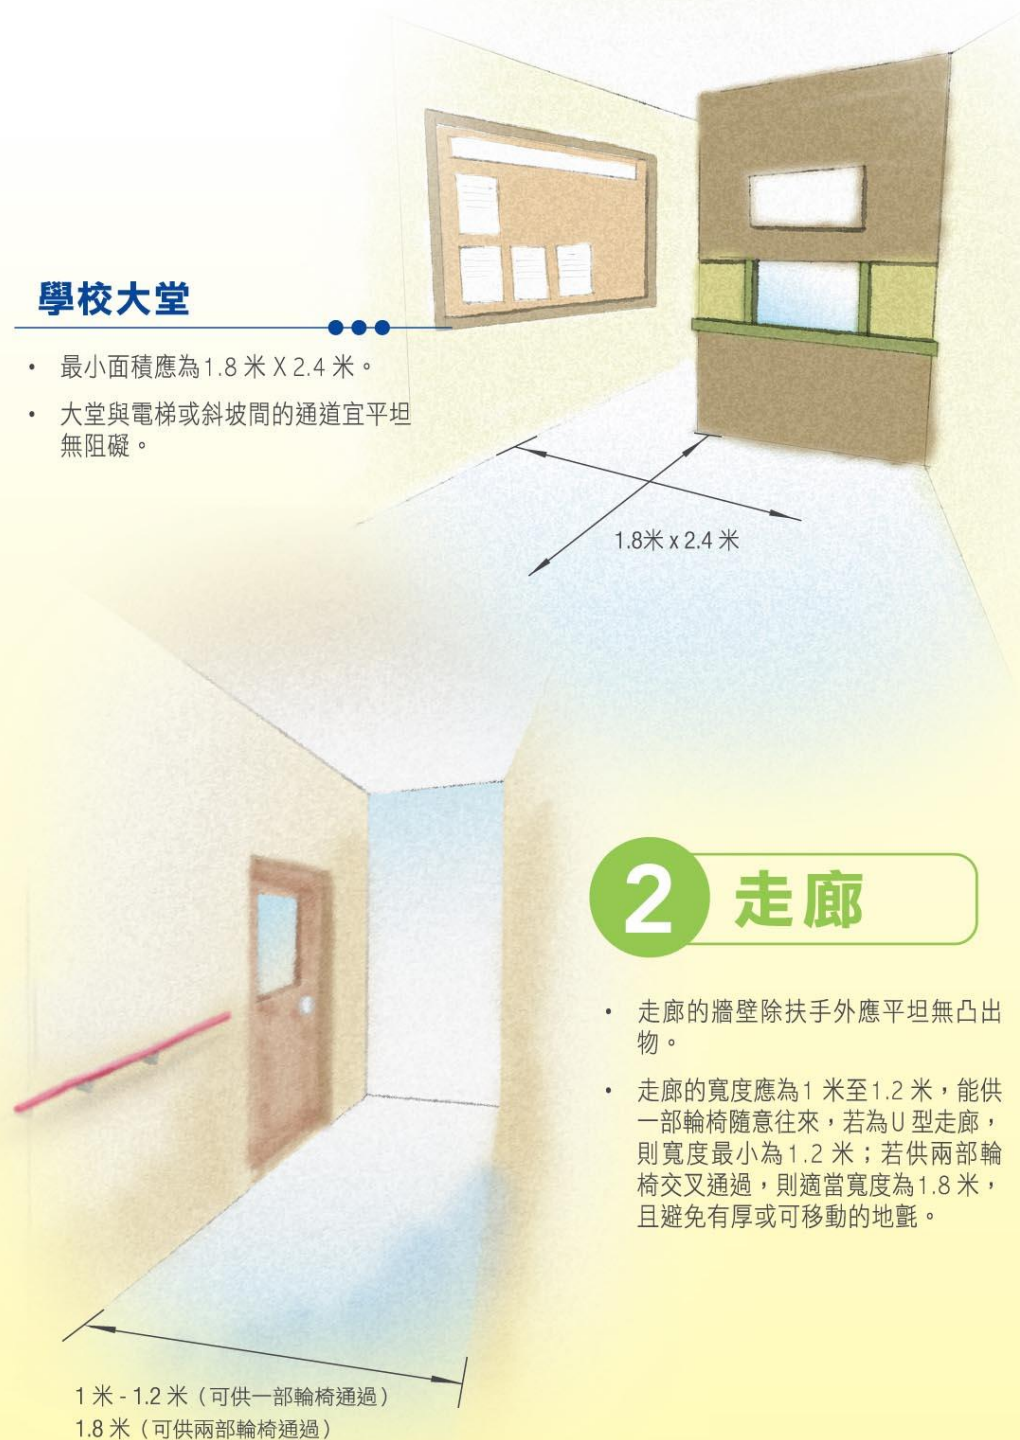 學校大堂
• 最小面積應為1.8 米 X 2.4 米。
• 大堂與電梯或斜坡間的通道宜平坦
無阻礙。
1.8米 x 2.4 米
2 走廊
• 走廊的牆壁除扶手外應平坦無凸出
物。
• 走廊的寬度應為1 米至1.2 米，能供
一部輪椅隨意往來，若為U 型走廊，
則寬度最小為1.2 米；若供兩部輪
椅交叉通過，則適當寬度為1.8 米，
且避免有厚或可移動的地氈。
1 米 - 1.2 米（可供一部輪椅通過）
1.8 米（可供兩部輪椅通過）